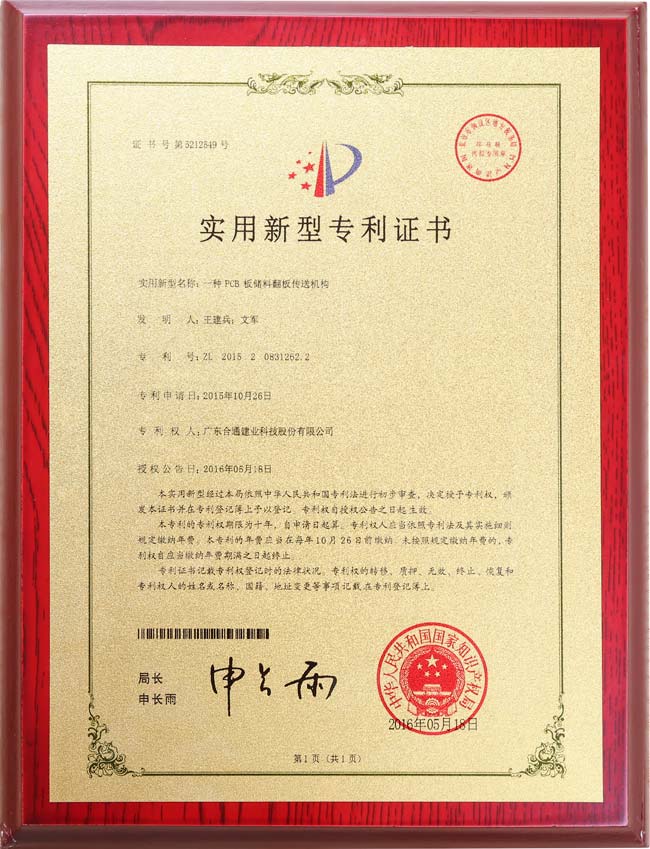 证 书 号 第 5212849 号
实用新型专利证书
实用新型名称:一种 PCB 板储料翻板传送机构
发 明 人:王建兵;文军
专 利 号:ZL 2015 2 0831262.2
专利申请日:2015年10月26日
专 利 权 人:广东合通建业科技股份有限公司
授权公告日:2016年05月18日
本实用新型经过本局依照中华人民共和国专利法进行初步审查,决定授予专利权,颁
发本证书并在专利登记簿上予以登记。专利权自授权公告之日起生效。
本专利的专利权期限为十年,自申请日起算。专利权人应当依照专利法及其实施细则
规定缴纳年费。本专利的年费应当在每年10月26日前缴纳。未按照规定缴纳年费的,专
利权自应当缴纳年费期满之日起终止。
专利证书记载专利权登记时的法律状况。专利权的转移、质押、无效、终止、恢复和
专利权人的姓名或名称、国籍、地址变更等事项记载在专利登记簿上。
局长
申长雨
申长雨
中华人民共和国国家知识产权局
2016年05月18日
第1页 (共1页)